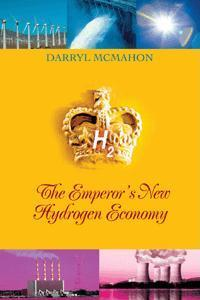 DARRYL MCMAHON
H2
The Emperor's New
Hydrogen Economy